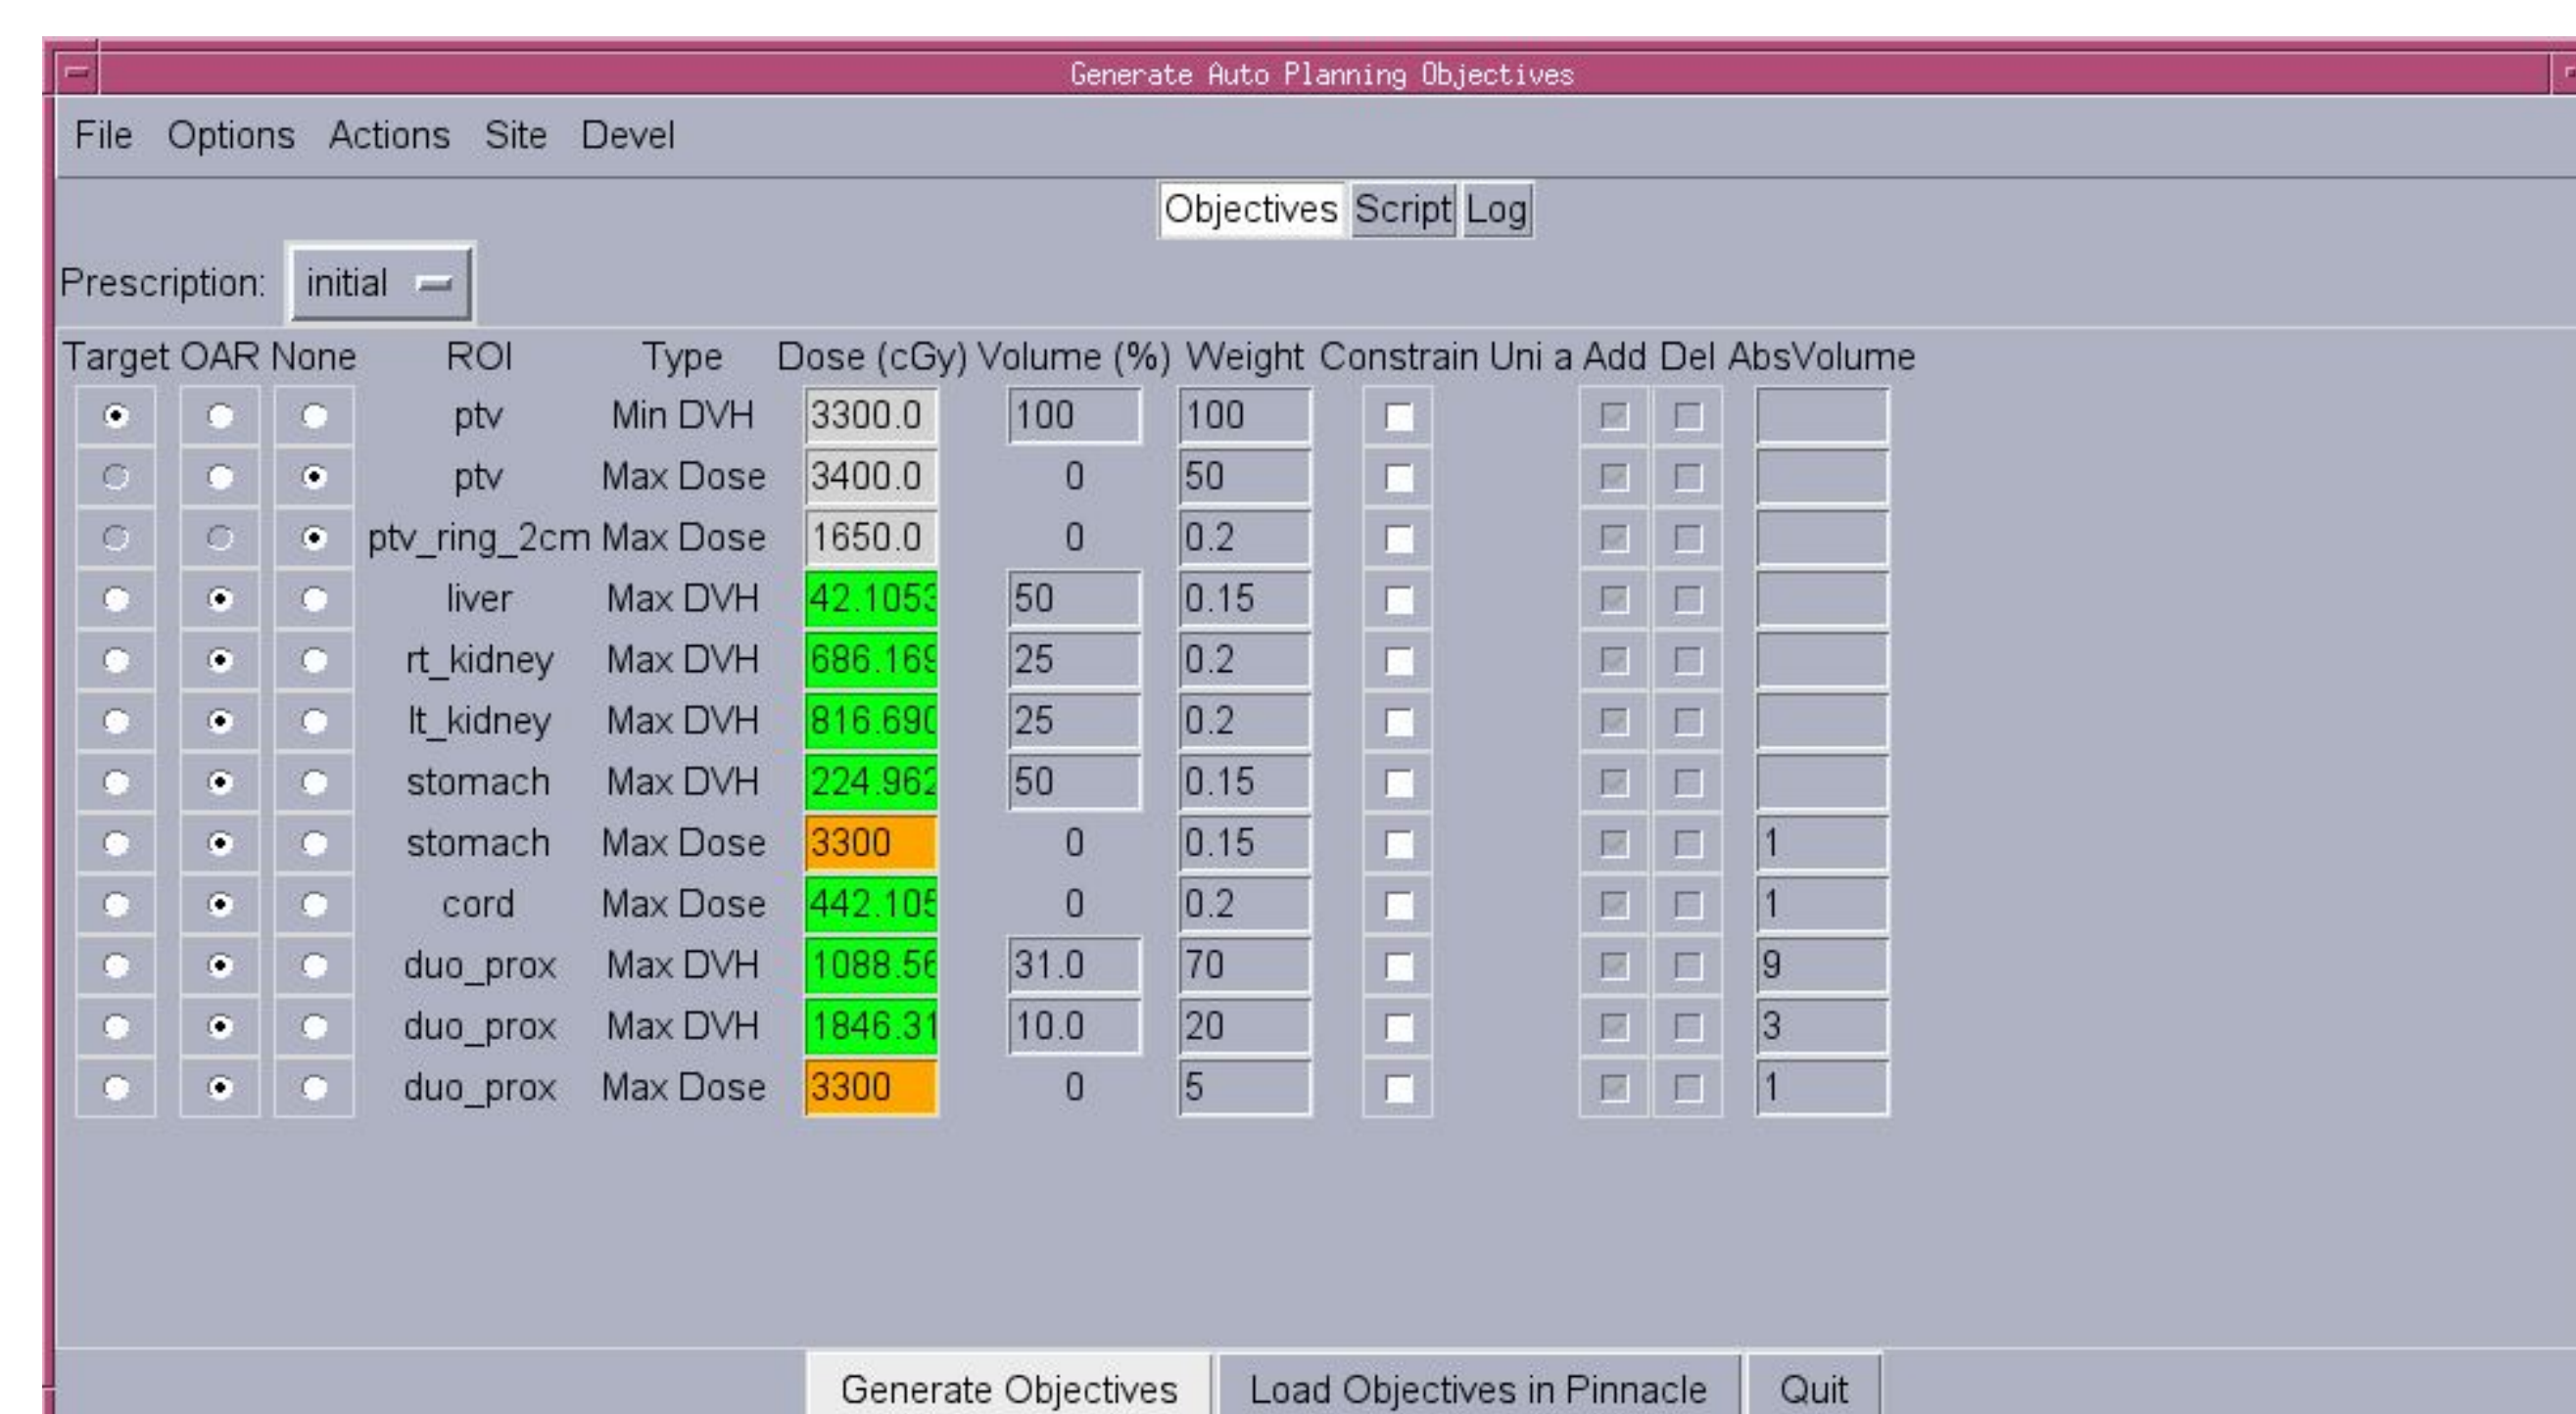 Generate Auto Planning Objectives
File Options Actions Site Devel
Objectives Script Log
Prescription: initial
Target OAR None ROI Type Dose (cGy) Volume (%) Weight Constrain Uni a Add Del AbsVolume
ptv Min DVH 3300.0 100 100
ptv Max Dose 3400.0 0 50
ptv_ring_2cm Max Dose 1650.0 0 0.2
liver Max DVH 42.1053 50 0.15
rt_kidney Max DVH 686.169 25 0.2
lt_kidney Max DVH 816.690 25 0.2
stomach Max DVH 224.962 50 0.15
stomach Max Dose 3300 0 0.15 1
cord Max Dose 442.105 0 0.2 1
duo_prox Max DVH 1088.56 31.0 70 9
duo_prox Max DVH 1846.31 10.0 20 3
duo_prox Max Dose 3300 0 5 1
Generate Objectives Load Objectives in Pinnacle Quit